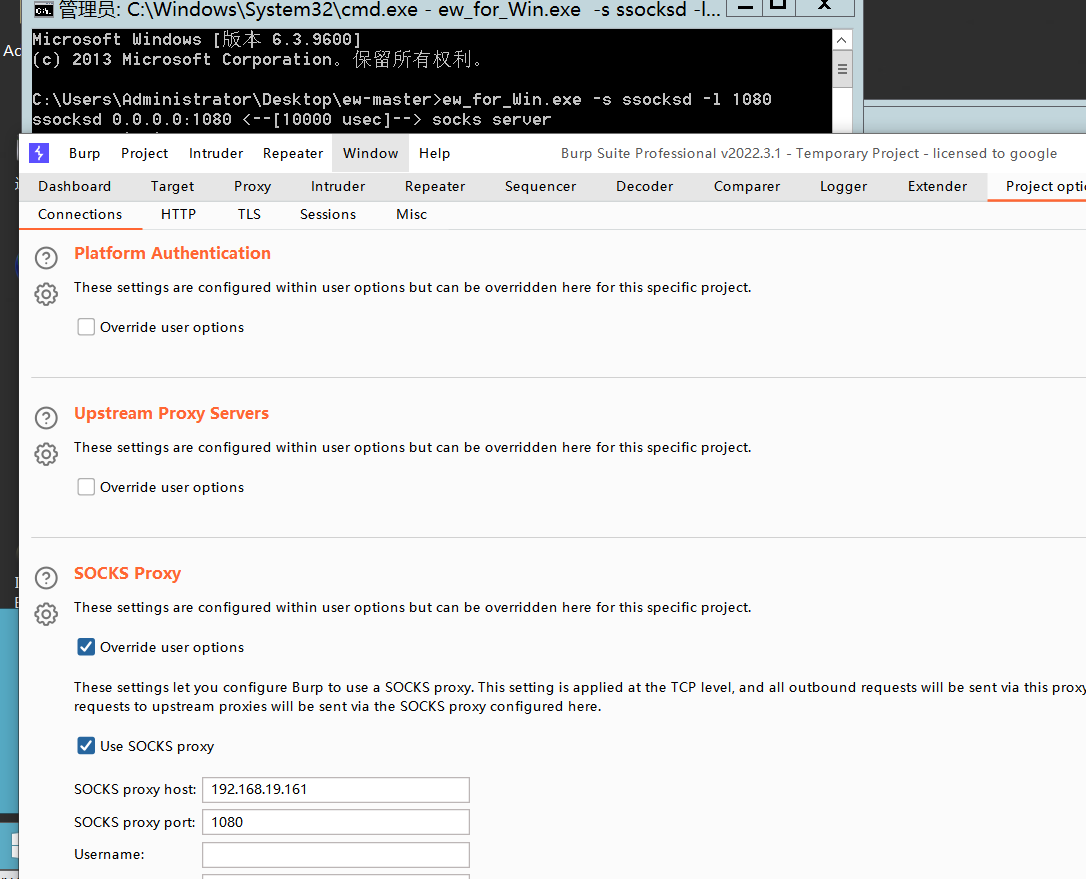 管理员: C:\Windows\System32\cmd.exe - ew_for_Win.exe  -s ssocksd -l...
Microsoft Windows [版本 6.3.9600]
(c) 2013 Microsoft Corporation。保留所有权利。
C:\Users\Administrator\Desktop\ew-master>ew_for_Win.exe -s ssocksd -l 1080
ssocksd 0.0.0.0:1080 <--[10000 usec]--> socks server
Burp Project Intruder Repeater Window Help Burp Suite Professional v2022.3.1 - Temporary Project - licensed to google
Dashboard Target Proxy Intruder Repeater Sequencer Decoder Comparer Logger Extender Project optio
Connections HTTP TLS Sessions Misc
Platform Authentication
These settings are configured within user options but can be overridden here for this specific project.
Override user options
Upstream Proxy Servers
These settings are configured within user options but can be overridden here for this specific project.
Override user options
SOCKS Proxy
These settings are configured within user options but can be overridden here for this specific project.
Override user options
These settings let you configure Burp to use a SOCKS proxy. This setting is applied at the TCP level, and all outbound requests will be sent via this proxy
requests to upstream proxies will be sent via the SOCKS proxy configured here.
Use SOCKS proxy
SOCKS proxy host: 192.168.19.161
SOCKS proxy port: 1080
Username: